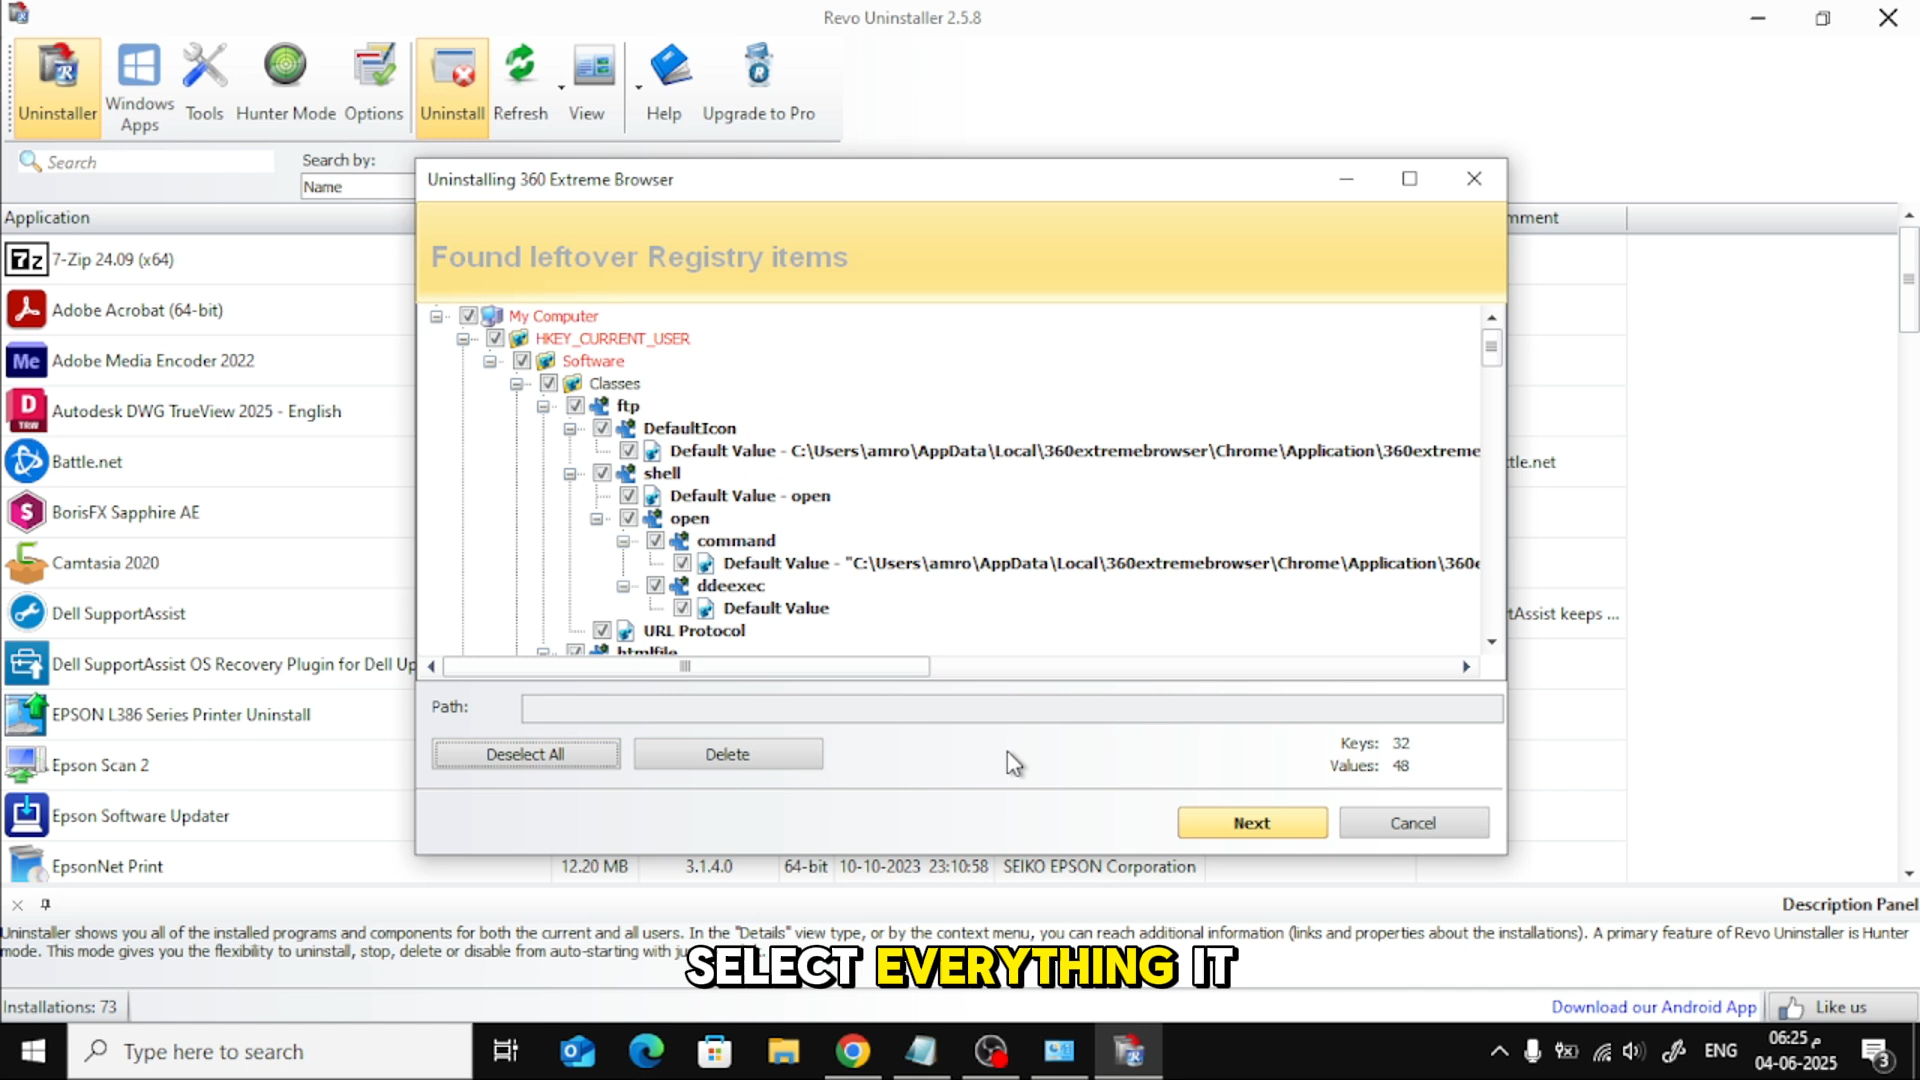 Revo Uninstaller 2.5.8
Uninstaller
Windows Apps
Tools
Hunter Mode
Options
Uninstall
Refresh
View
Help
Upgrade to Pro
Search
Search by:
Name
Application
mment
Uninstalling 360 Extreme Browser
Found leftover Registry items
My Computer
HKEY_CURRENT_USER
Software
Classes
ftp
DefaultIcon
Default Value - C:\Users\amro\AppData\Local\360extremebrowser\Chrome\Application\360extreme
shell
Default Value - open
open
command
Default Value - "C:\Users\amro\AppData\Local\360extremebrowser\Chrome\Application\360e
ddeexec
Default Value
URL Protocol
htmlfile
Path:
Deselect All
Delete
Keys: 32
Values: 48
Next
Cancel
7-Zip 24.09 (x64)
Adobe Acrobat (64-bit)
Adobe Media Encoder 2022
Autodesk DWG TrueView 2025 - English
Battle.net
ttle.net
BorisFX Sapphire AE
Camtasia 2020
Dell SupportAssist
tAssist keeps ...
Dell SupportAssist OS Recovery Plugin for Dell Up
EPSON L386 Series Printer Uninstall
Epson Scan 2
Epson Software Updater
EpsonNet Print 12.20 MB 3.1.4.0 64-bit 10-10-2023 23:10:58 SEIKO EPSON Corporation
Description Panel
Uninstaller shows you all of the installed programs and components for both the current and all users. In the "Details" view type, or by the context menu, you can reach additional information (links and properties about the installations). A primary feature of Revo Uninstaller is Hunter
mode. This mode gives you the flexibility to uninstall, stop, delete or disable from auto-starting with ju
SELECT EVERYTHING IT
Installations: 73
Download our Android App
Like us
Type here to search
ENG
06:25 م
04-06-2025
3